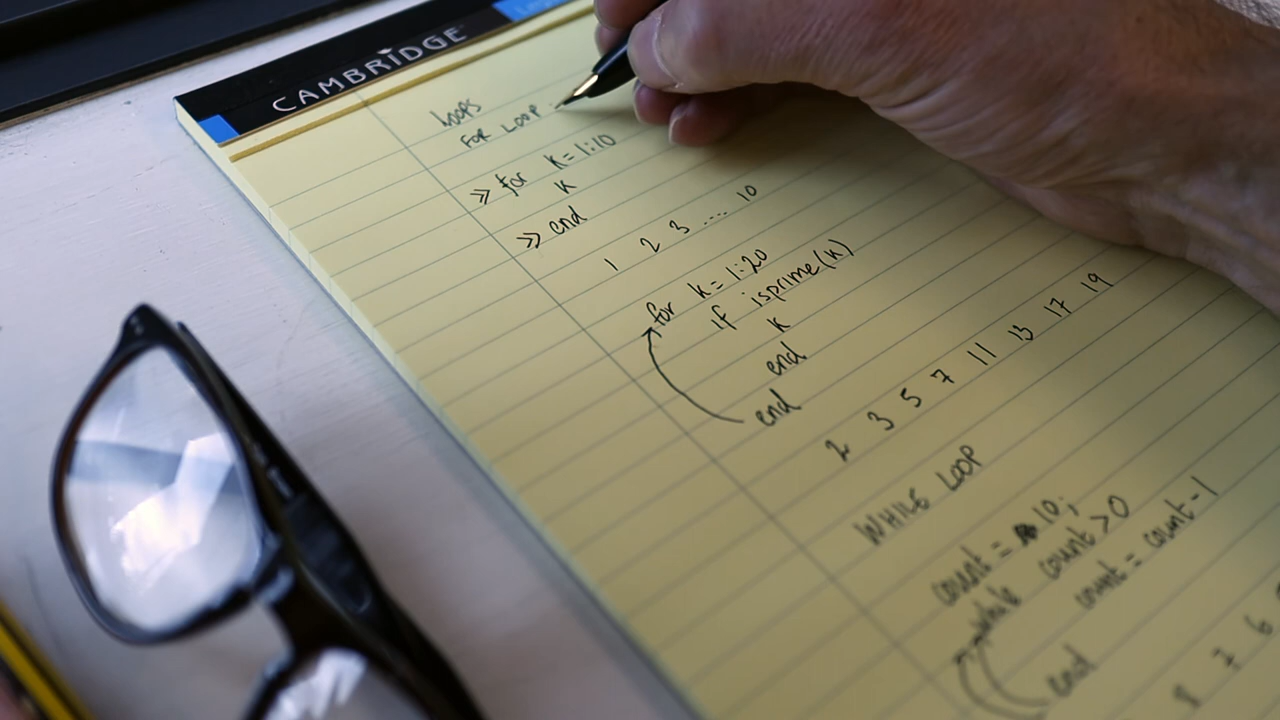 CAMBRIDGE
LOOPS
FOR LOOP
>> for k=1:10
k
>> end
1 2 3 .... 10
for k=1:20
if isprime(k)
k
end
end
2 3 5 7 11 13 17 19
WHILE LOOP
count = 10;
while count > 0
count = count-1
end
7 6